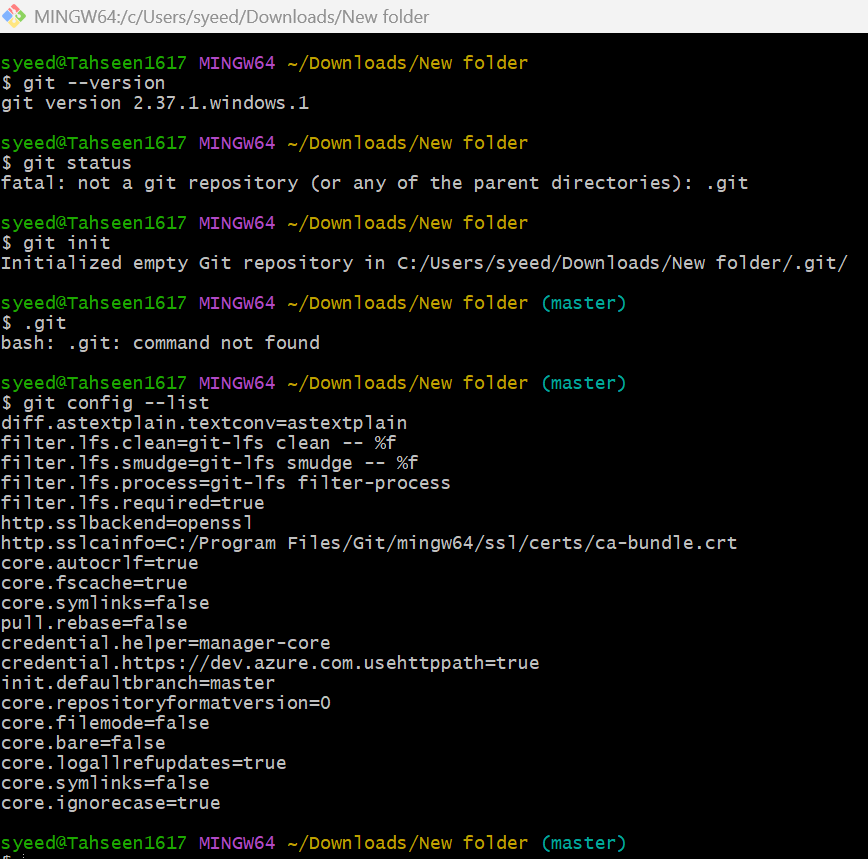 MINGW64:/c/Users/syeed/Downloads/New folder
syeed@Tahseen1617 MINGW64 ~/Downloads/New folder
$ git --version
git version 2.37.1.windows.1
syeed@Tahseen1617 MINGW64 ~/Downloads/New folder
$ git status
fatal: not a git repository (or any of the parent directories): .git
syeed@Tahseen1617 MINGW64 ~/Downloads/New folder
$ git init
Initialized empty Git repository in C:/Users/syeed/Downloads/New folder/.git/
syeed@Tahseen1617 MINGW64 ~/Downloads/New folder (master)
$ .git
bash: .git: command not found
syeed@Tahseen1617 MINGW64 ~/Downloads/New folder (master)
$ git config --list
diff.astextplain.textconv=astextplain
filter.lfs.clean=git-lfs clean -- %f
filter.lfs.smudge=git-lfs smudge -- %f
filter.lfs.process=git-lfs filter-process
filter.lfs.required=true
http.sslbackend=openssl
http.sslcainfo=C:/Program Files/Git/mingw64/ssl/certs/ca-bundle.crt
core.autocrlf=true
core.fscache=true
core.symlinks=false
pull.rebase=false
credential.helper=manager-core
credential.https://dev.azure.com.usehttppath=true
init.defaultbranch=master
core.repositoryformatversion=0
core.filemode=false
core.bare=false
core.logallrefupdates=true
core.symlinks=false
core.ignorecase=true
syeed@Tahseen1617 MINGW64 ~/Downloads/New folder (master)